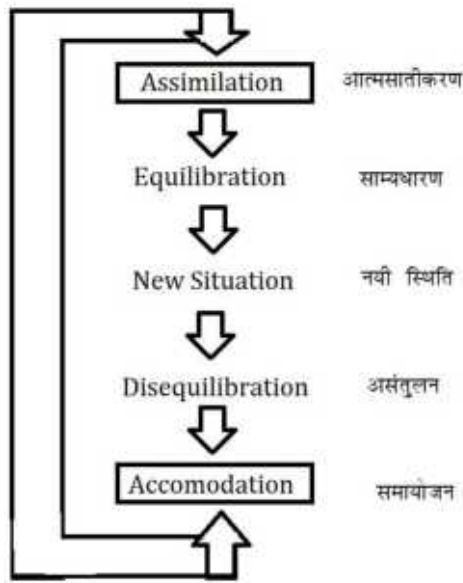 Assimilation आत्मसातीकरण
Equilibration साम्यधारण
New Situation नयी स्थिति
Disequilibration असंतुलन
Accomodation समायोजन